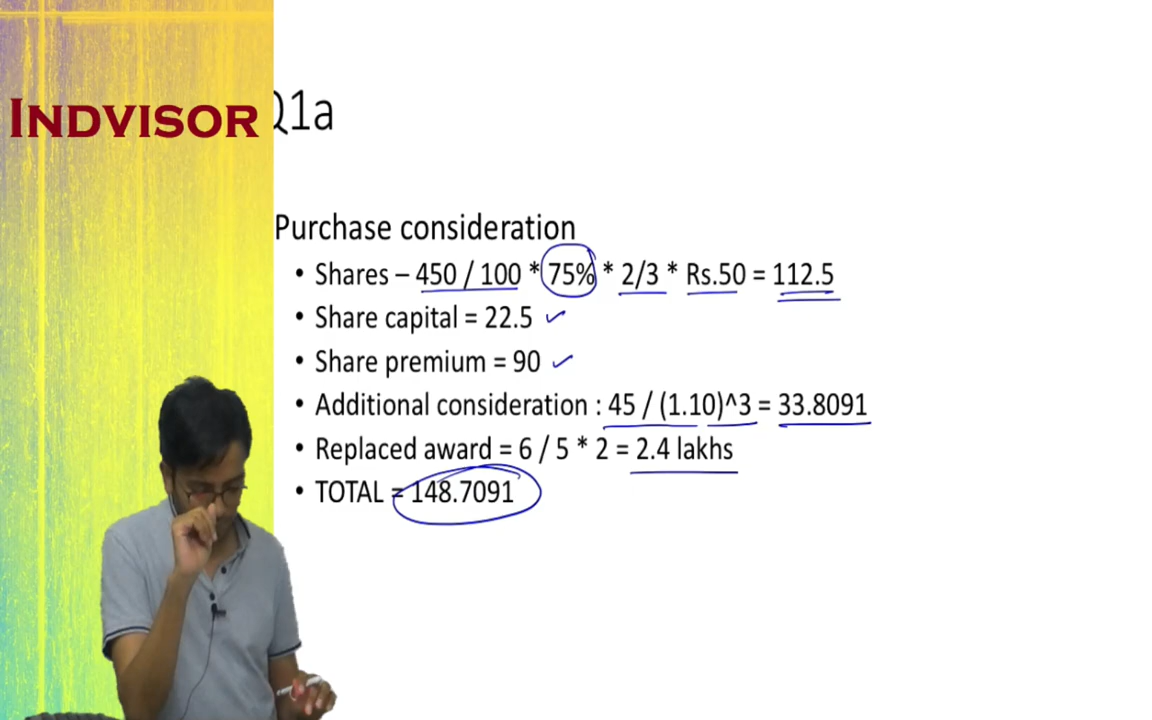 INDVISOR
Q1a
Purchase consideration
• Shares – 450 / 100 * 75% * 2/3 * Rs.50 = 112.5
• Share capital = 22.5
• Share premium = 90
• Additional consideration : 45 / (1.10)^3 = 33.8091
• Replaced award = 6 / 5 * 2 = 2.4 lakhs
• TOTAL = 148.7091